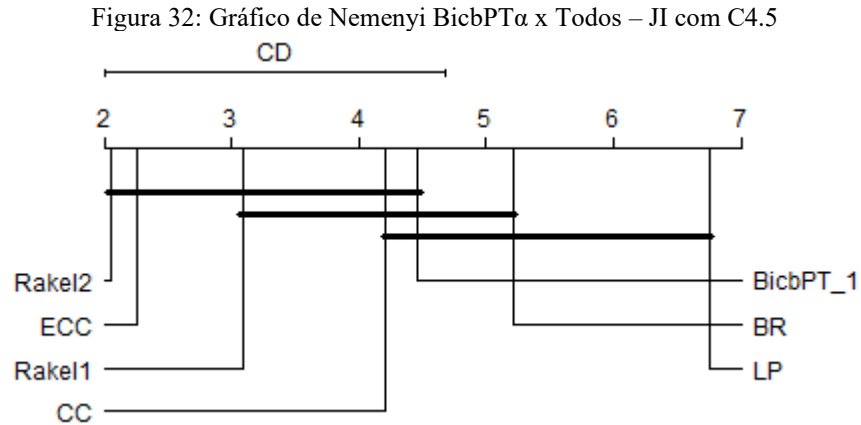 Figura 32: Gráfico de Nemenyi BicbPTα x Todos – JI com C4.5
CD
2 3 4 5 6 7
Rakel2 BicbPT_1
ECC BR
Rakel1 LP
CC